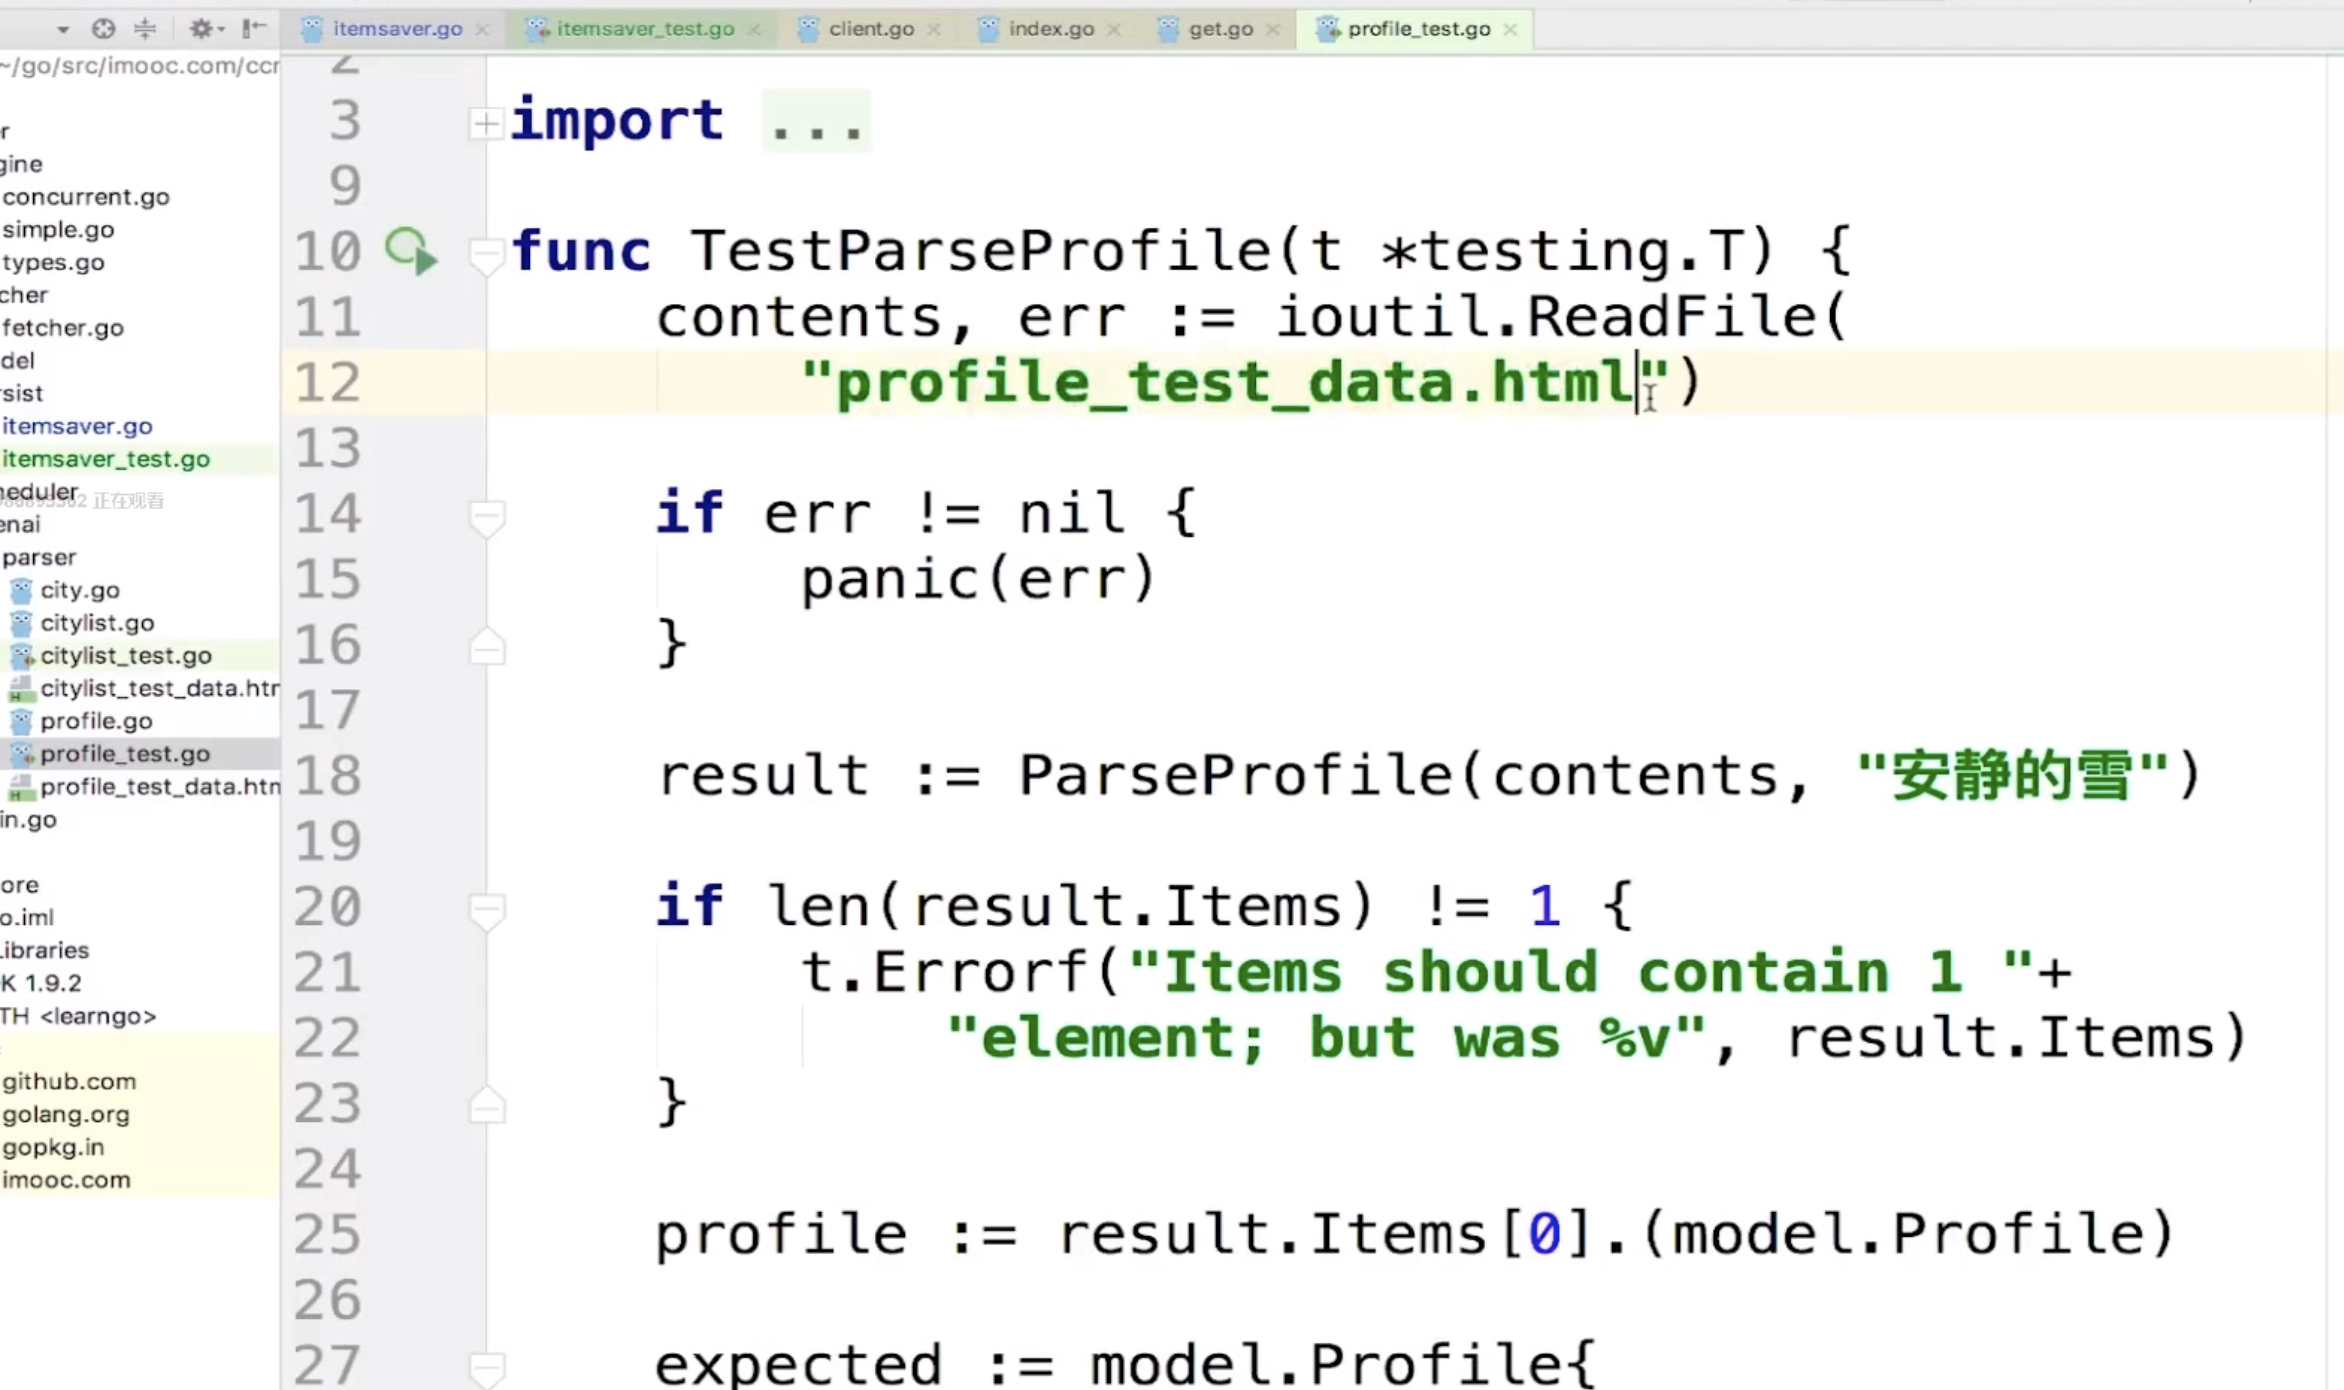 itemsaver.go
itemsaver_test.go
client.go
index.go
get.go
profile_test.go
~/go/src/imooc.com/ccr
r
gine
concurrent.go
simple.go
types.go
cher
fetcher.go
del
rsist
itemsaver.go
itemsaver_test.go
heduler
正在观看
enai
parser
city.go
citylist.go
citylist_test.go
citylist_test_data.htm
profile.go
profile_test.go
profile_test_data.htm
in.go
ore
o.iml
Libraries
K 1.9.2
TH <learngo>
github.com
golang.org
gopkg.in
imooc.com
2
3 import ...
9
10 func TestParseProfile(t *testing.T) {
11 contents, err := ioutil.ReadFile(
12 "profile_test_data.html")
13
14 if err != nil {
15 panic(err)
16 }
17
18 result := ParseProfile(contents, "安静的雪")
19
20 if len(result.Items) != 1 {
21 t.Errorf("Items should contain 1 "+
22 "element; but was %v", result.Items)
23 }
24
25 profile := result.Items[0].(model.Profile)
26
27 expected := model.Profile{